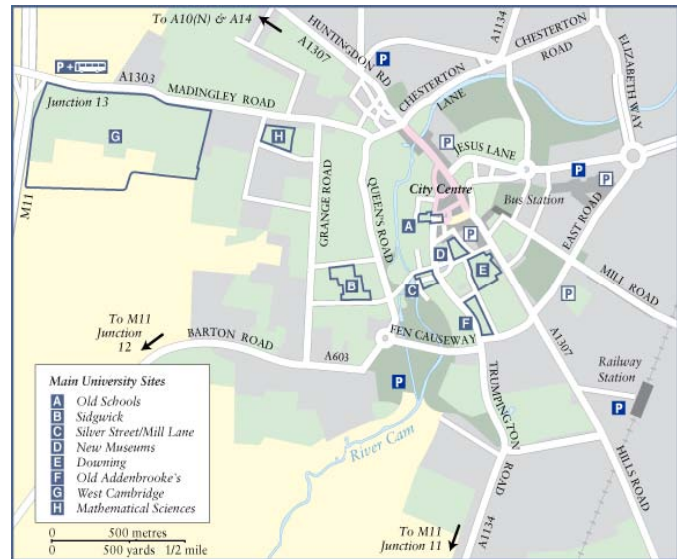 To A10(N) & A14
HUNTINGDON RD
A1307
P
A1134
CHESTERTON
ROAD
ELIZABETH WAY
P+
A1303
Junction 13
MADINGLEY ROAD
CHESTERTON
LANE
G
H
P
JESUS LANE
M11
GRANGE ROAD
QUEEN'S ROAD
City Centre
P
P
Bus Station
EAST ROAD
A
P
D
E
MILL ROAD
B
C
P
To M11
Junction
12
BARTON ROAD
F
FEN CAUSEWAY
A1307
A603
Main University Sites
A Old Schools
B Sidgwick
C Silver Street/Mill Lane
D New Museums
E Downing
F Old Addenbrooke's
G West Cambridge
H Mathematical Sciences
P
TRUMPINGTON
ROAD
Railway
Station
P
River Cam
HILLS ROAD
0 500 metres
0 500 yards 1/2 mile
To M11
Junction 11
A1134